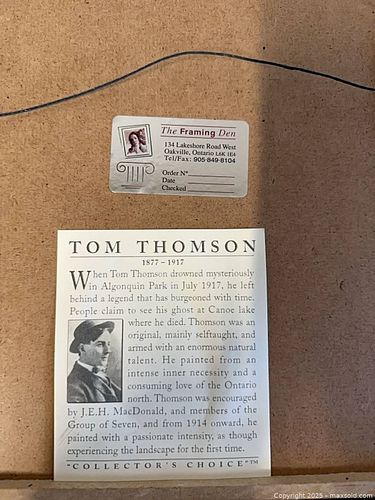 The Framing Den
134 Lakeshore Road West
Oakville, Ontario L6K 1E4
Tel/Fax: 905-849-8104
Order Nº
Date
Checked
TOM THOMSON
1877 – 1917
When Tom Thomson drowned mysteriously
in Algonquin Park in July 1917, he left
behind a legend that has burgeoned with time.
People claim to see his ghost at Canoe lake
where he died. Thomson was an
original, mainly selftaught, and
armed with an enormous natural
talent. He painted from an
intense inner necessity and a
consuming love of the Ontario
north. Thomson was encouraged
by J.E.H. MacDonald, and members of the
Group of Seven, and from 1914 onward, he
painted with a passionate intensity, as though
experiencing the landscape for the first time.
"COLLECTOR'S CHOICE"™
Copyright 2025 - maxsold.com